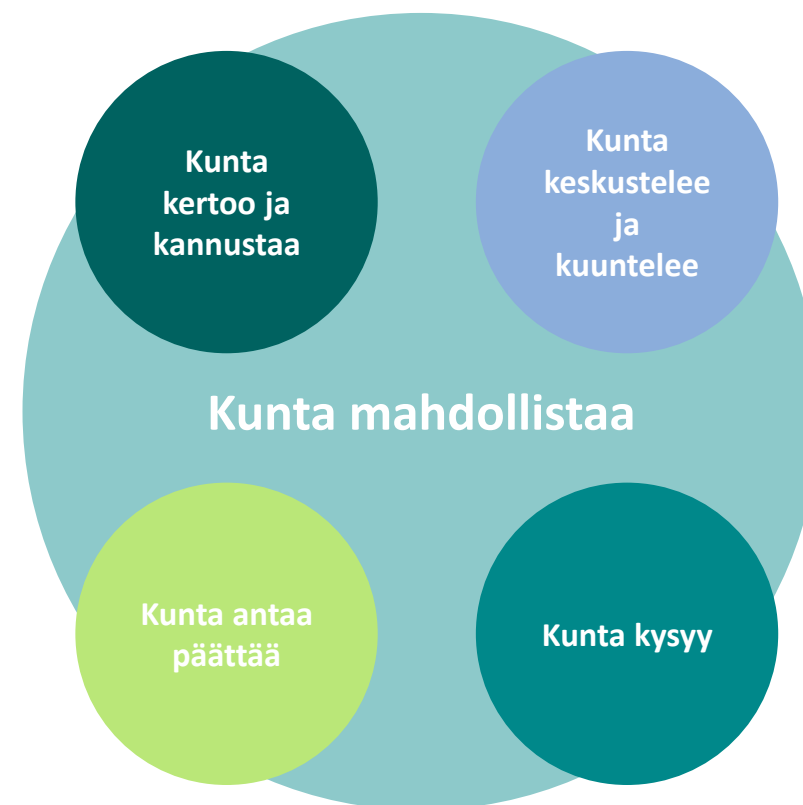 Kunta
kertoo ja
kannustaa
Kunta
keskustelee
ja
kuuntelee
Kunta mahdollistaa
Kunta antaa
päättää
Kunta kysyy